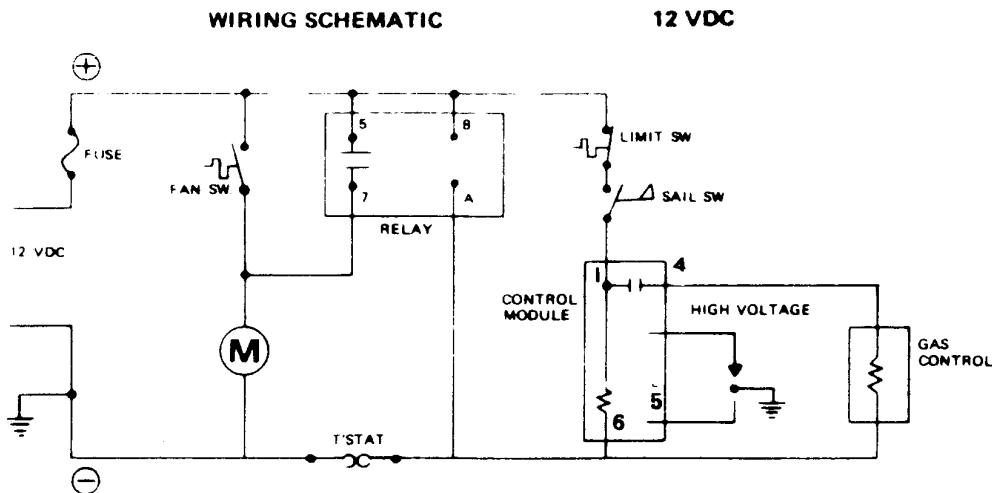 WIRING SCHEMATIC 12 VDC
+
5 8
LIMIT SW
FUSE
FAN SW.
7 A
SAIL SW
RELAY
12 VDC
1 4
CONTROL
MODULE
HIGH VOLTAGE
M
GAS
CONTROL
5
6
T'STAT
−